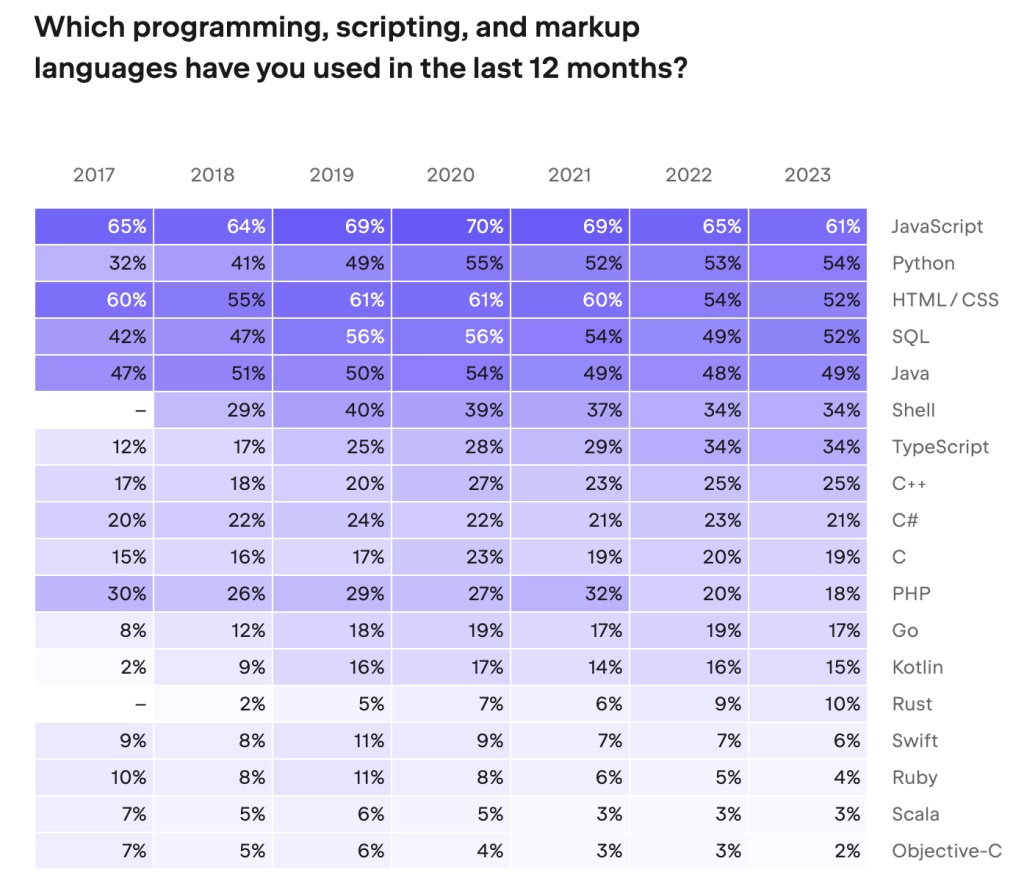 Which programming, scripting, and markup
languages have you used in the last 12 months?
2017 2018 2019 2020 2021 2022 2023
65% 64% 69% 70% 69% 65% 61% JavaScript
32% 41% 49% 55% 52% 53% 54% Python
60% 55% 61% 61% 60% 54% 52% HTML / CSS
42% 47% 56% 56% 54% 49% 52% SQL
47% 51% 50% 54% 49% 48% 49% Java
– 29% 40% 39% 37% 34% 34% Shell
12% 17% 25% 28% 29% 34% 34% TypeScript
17% 18% 20% 27% 23% 25% 25% C++
20% 22% 24% 22% 21% 23% 21% C#
15% 16% 17% 23% 19% 20% 19% C
30% 26% 29% 27% 32% 20% 18% PHP
8% 12% 18% 19% 17% 19% 17% Go
2% 9% 16% 17% 14% 16% 15% Kotlin
– 2% 5% 7% 6% 9% 10% Rust
9% 8% 11% 9% 7% 7% 6% Swift
10% 8% 11% 8% 6% 5% 4% Ruby
7% 5% 6% 5% 3% 3% 3% Scala
7% 5% 6% 4% 3% 3% 2% Objective-C